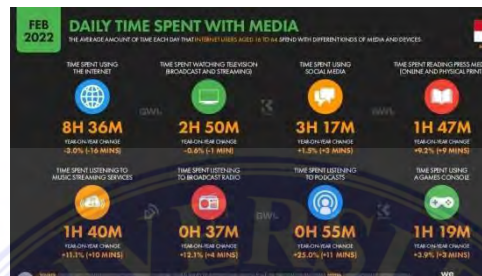 FEB
2022
DAILY TIME SPENT WITH MEDIA
THE AVERAGE AMOUNT OF TIME EACH DAY THAT INTERNET USERS AGED 16 TO 64 SPEND WITH DIFFERENT KINDS OF MEDIA AND DEVICES
TIME SPENT USING
THE INTERNET
8H 36M
YEAR-ON-YEAR CHANGE
-3.0% (-16 MINS)
TIME SPENT WATCHING TELEVISION
(BROADCAST AND STREAMING)
2H 50M
YEAR-ON-YEAR CHANGE
-0.6% (-1 MIN)
TIME SPENT USING
SOCIAL MEDIA
3H 17M
YEAR-ON-YEAR CHANGE
+1.5% (+3 MINS)
TIME SPENT READING PRESS MED
(ONLINE AND PHYSICAL PRINT
1H 47M
YEAR-ON-YEAR CHANGE
+9.2% (+9 MINS)
TIME SPENT LISTENING TO
MUSIC STREAMING SERVICES
1H 40M
YEAR-ON-YEAR CHANGE
+11.1% (+10 MINS)
TIME SPENT LISTENING
TO BROADCAST RADIO
0H 37M
YEAR-ON-YEAR CHANGE
+12.1% (+4 MINS)
TIME SPENT LISTENING
TO PODCASTS
0H 55M
YEAR-ON-YEAR CHANGE
+25.0% (+11 MINS)
TIME SPENT USING
A GAMES CONSOLE
1H 19M
YEAR-ON-YEAR CHANGE
+3.9% (+3 MINS)
GWI.
GWI.
GWI.
we